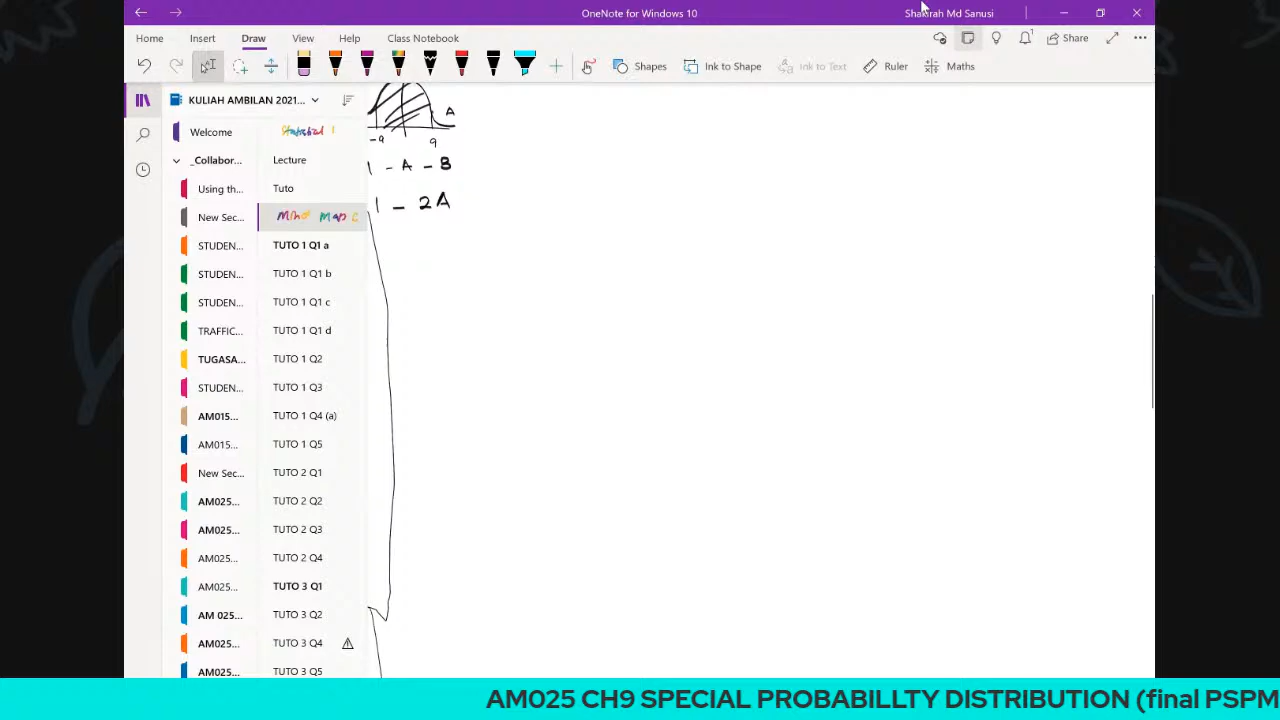 OneNote for Windows 10
Shakirah Md Sanusi
Home Insert Draw View Help Class Notebook
Share
Shapes Ink to Shape Ink to Text Ruler Maths
KULIAH AMBILAN 2021...
Welcome
_Collabor...
Using th...
New Sec...
STUDEN...
STUDEN...
STUDEN...
TRAFFIC...
TUGASA...
STUDEN...
AM015...
AM015...
New Sec...
AM025...
AM025...
AM025...
AM025...
AM 025...
AM025...
AM025...
Statistical 1
Lecture
Tuto
Mind Map C
TUTO 1 Q1 a
TUTO 1 Q1 b
TUTO 1 Q1 c
TUTO 1 Q1 d
TUTO 1 Q2
TUTO 1 Q3
TUTO 1 Q4 (a)
TUTO 1 Q5
TUTO 2 Q1
TUTO 2 Q2
TUTO 2 Q3
TUTO 2 Q4
TUTO 3 Q1
TUTO 3 Q2
TUTO 3 Q4
TUTO 3 Q5
A
-a 9
1 - A - B
1 - 2A
AM025 CH9 SPECIAL PROBABILLTY DISTRIBUTION (final PSPM